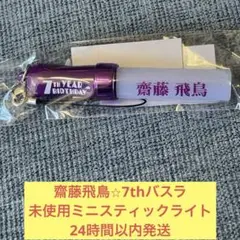 7TH YEAR
BIRTHDAY
齋藤 飛鳥
齋藤飛鳥☆7thバスラ
未使用ミニスティックライト
24時間以内発送